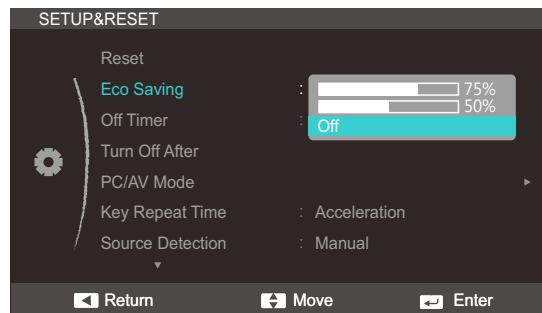 SETUP&RESET
Reset
Eco Saving : 75%
50%
Off Timer : Off
Turn Off After
PC/AV Mode
Key Repeat Time : Acceleration
Source Detection : Manual
Return Move Enter